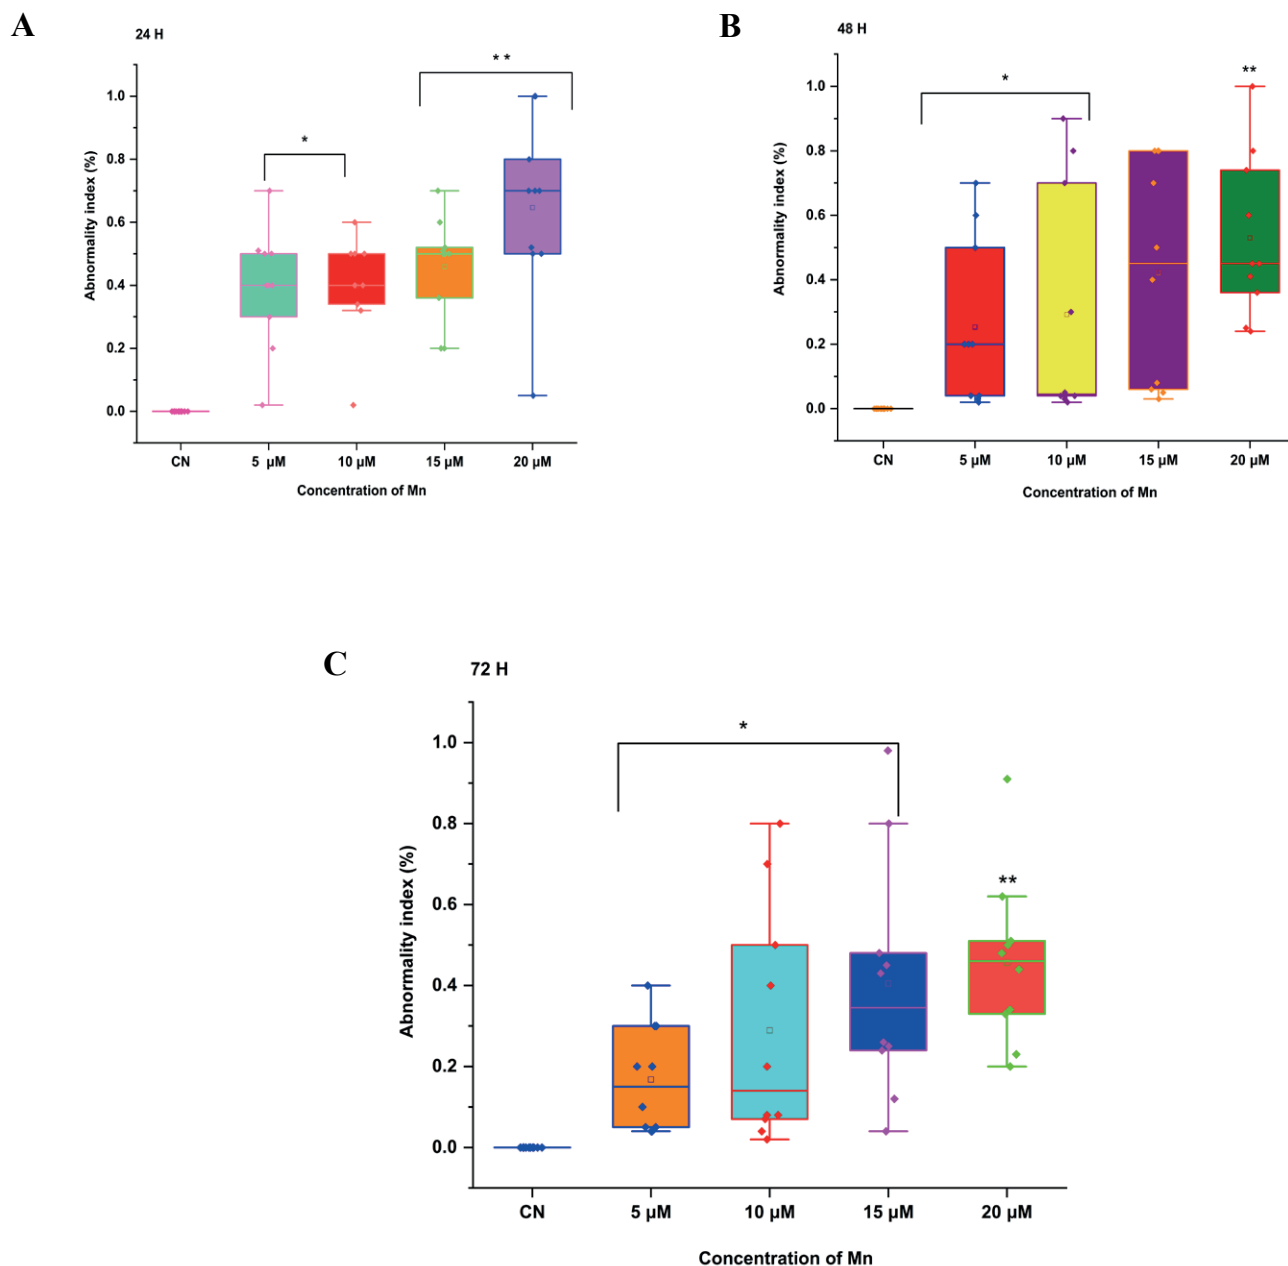 A
24 H
* *
*
Abnormality index (%)
1.0
0.8
0.6
0.4
0.2
0.0
CN 5 µM 10 µM 15 µM 20 µM
Concentration of Mn
B
48 H
**
*
Abnormality index (%)
1.0
0.8
0.6
0.4
0.2
0.0
CN 5 µM 10 µM 15 µM 20 µM
Concentration of Mn
C
72 H
*
**
Abnormality index (%)
1.0
0.8
0.6
0.4
0.2
0.0
CN 5 µM 10 µM 15 µM 20 µM
Concentration of Mn